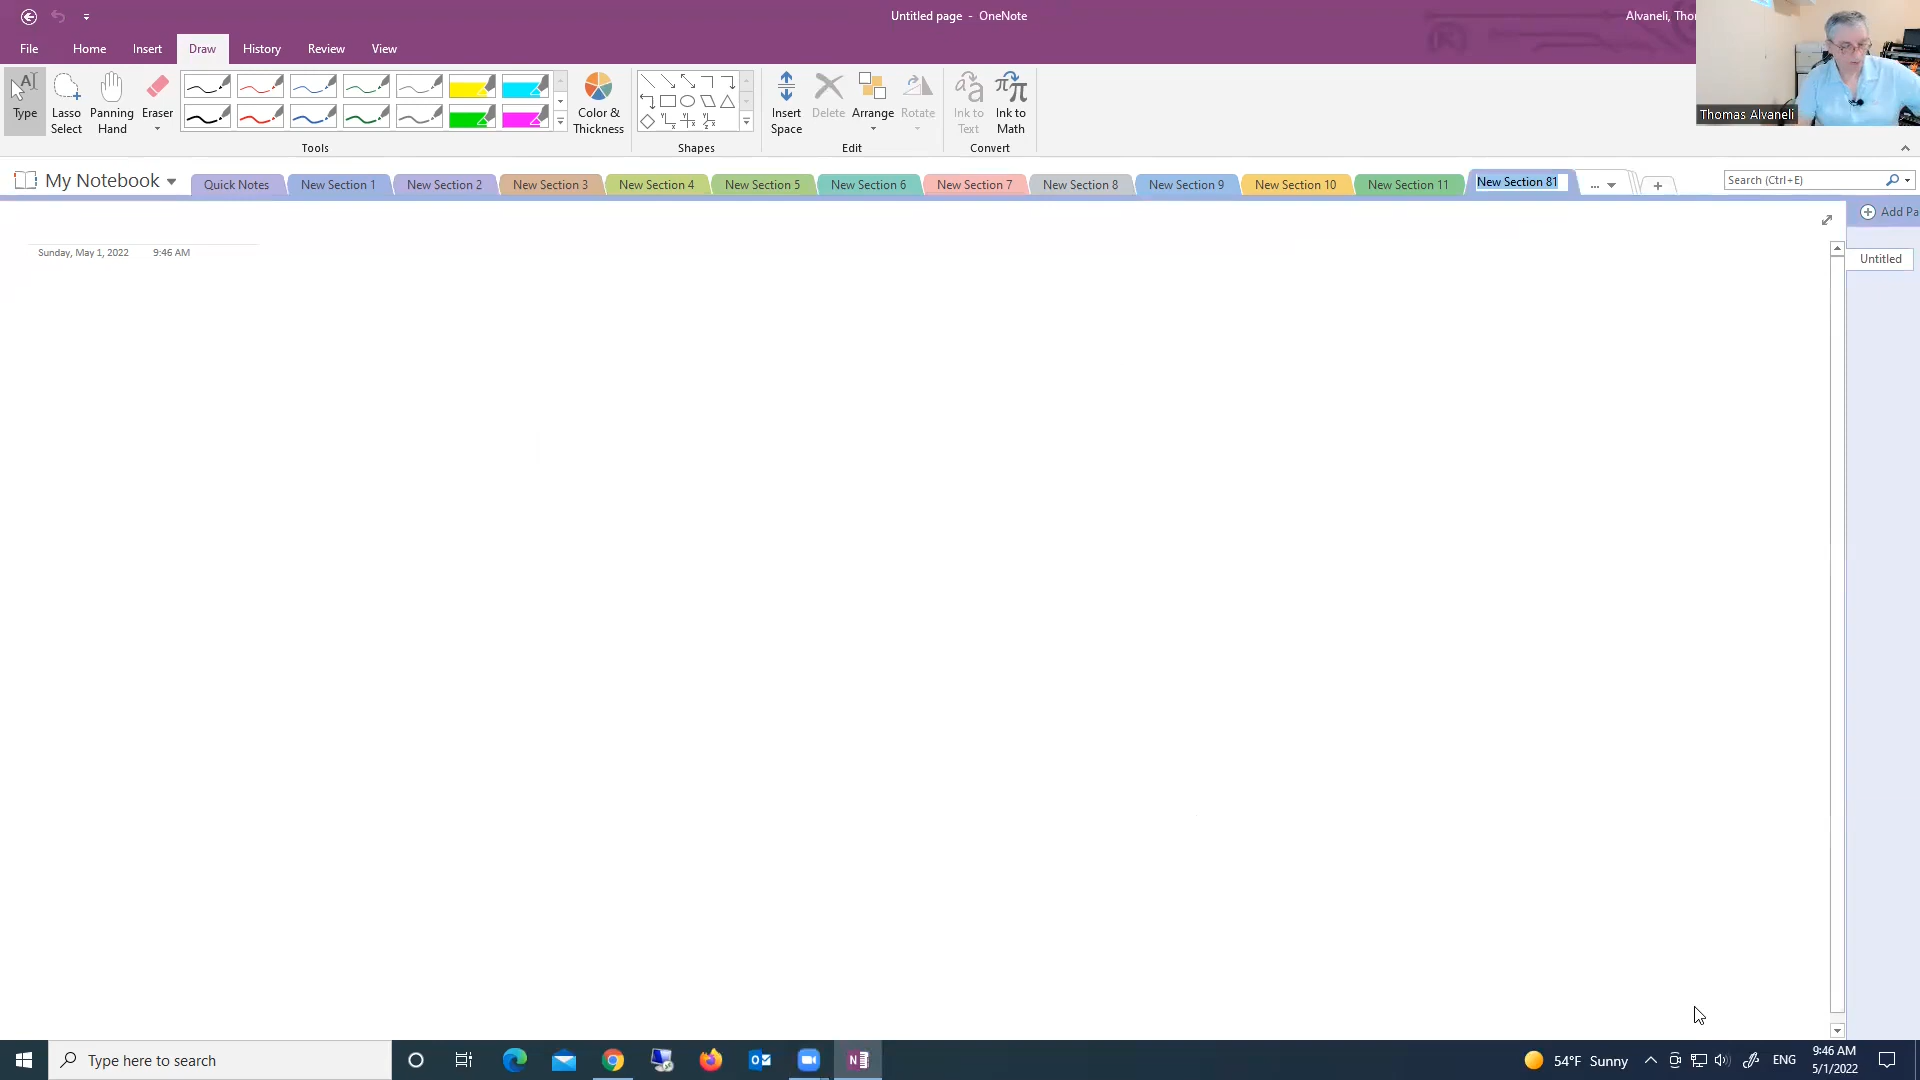 Untitled page - OneNote
Alvaneli, Thor
File Home Insert Draw History Review View
Type
Lasso Select
Panning Hand
Eraser
Color & Thickness
Insert Space
Delete
Arrange
Rotate
Ink to Text
Ink to Math
Tools
Shapes
Edit
Convert
Thomas Alvaneli
My Notebook
Quick Notes
New Section 1
New Section 2
New Section 3
New Section 4
New Section 5
New Section 6
New Section 7
New Section 8
New Section 9
New Section 10
New Section 11
New Section 81
...
Search (Ctrl+E)
Add Pa
Sunday, May 1, 2022 9:46 AM
Untitled
Type here to search
54°F Sunny
ENG
9:46 AM
5/1/2022